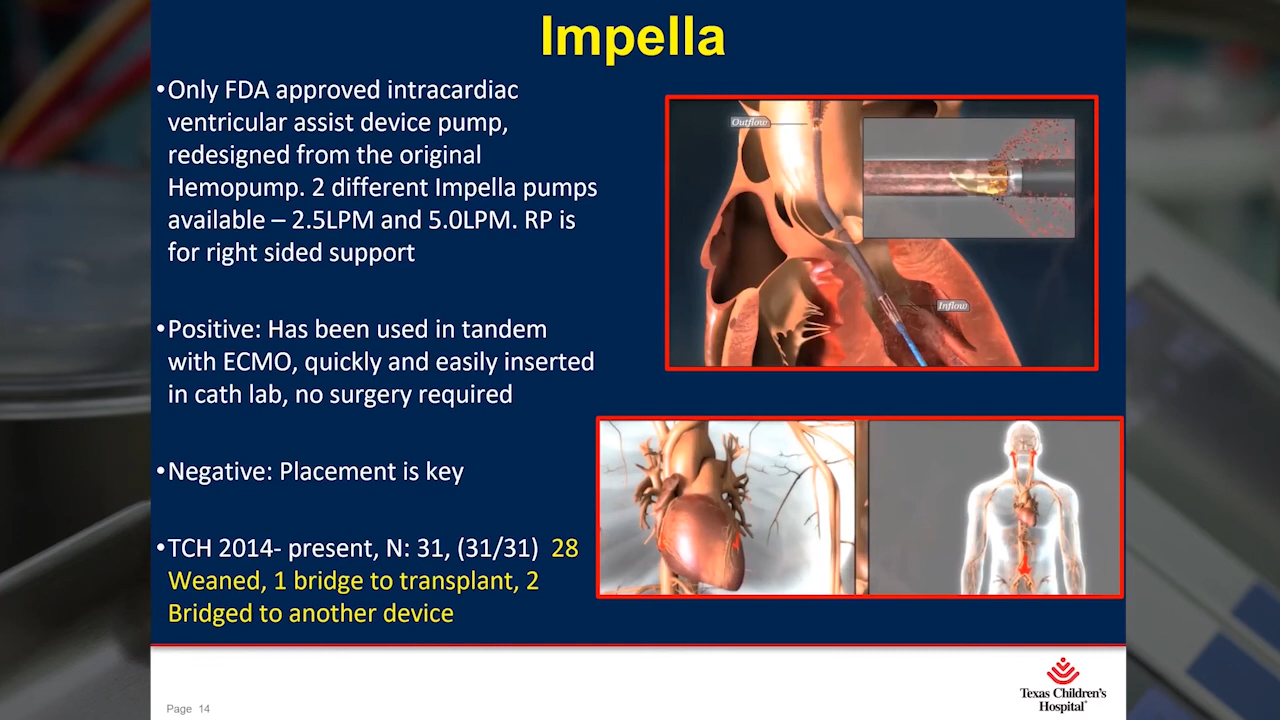 Impella
•Only FDA approved intracardiac
ventricular assist device pump,
redesigned from the original
Hemopump. 2 different Impella pumps
available – 2.5LPM and 5.0LPM. RP is
for right sided support
•Positive: Has been used in tandem
with ECMO, quickly and easily inserted
in cath lab, no surgery required
•Negative: Placement is key
•TCH 2014- present, N: 31, (31/31) 28
Weaned, 1 bridge to transplant, 2
Bridged to another device
Outflow
Inflow
Page 14
Texas Children's
Hospital